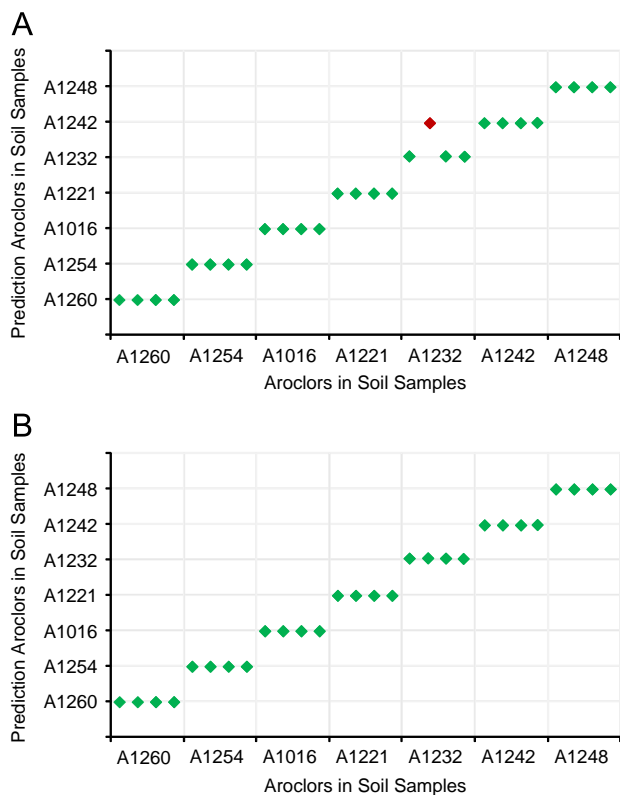 A
Prediction Aroclors in Soil Samples
A1248
A1242
A1232
A1221
A1016
A1254
A1260
A1260 A1254 A1016 A1221 A1232 A1242 A1248
Aroclors in Soil Samples
B
Prediction Aroclors in Soil Samples
A1248
A1242
A1232
A1221
A1016
A1254
A1260
A1260 A1254 A1016 A1221 A1232 A1242 A1248
Aroclors in Soil Samples